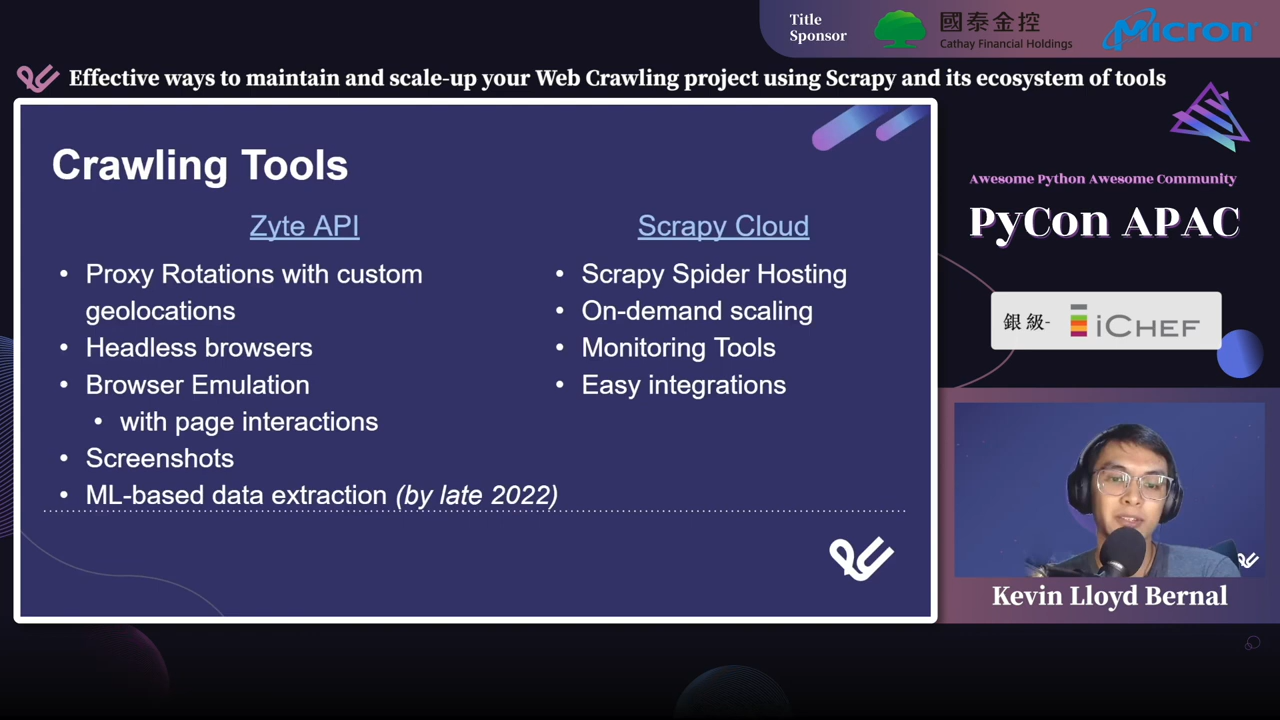 Title
Sponsor
國泰金控
Cathay Financial Holdings
Micron
Effective ways to maintain and scale-up your Web Crawling project using Scrapy and its ecosystem of tools
Crawling Tools
Zyte API
• Proxy Rotations with custom
geolocations
• Headless browsers
• Browser Emulation
• with page interactions
• Screenshots
• ML-based data extraction (by late 2022)
Scrapy Cloud
• Scrapy Spider Hosting
• On-demand scaling
• Monitoring Tools
• Easy integrations
Awesome Python Awesome Community
PyCon APAC
銀級- iCHEF
Kevin Lloyd Bernal